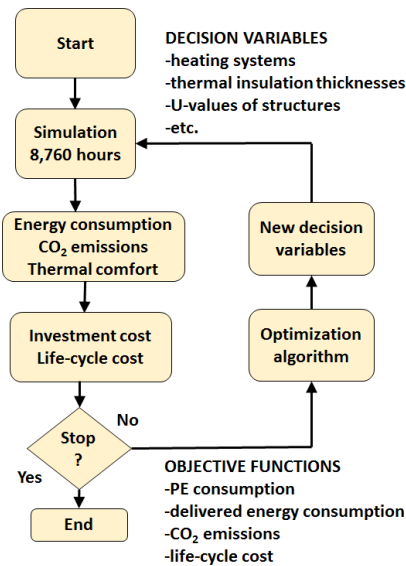 Start
DECISION VARIABLES
-heating systems
-thermal insulation thicknesses
-U-values of structures
-etc.
Simulation
8,760 hours
Energy consumption
CO₂ emissions
Thermal comfort
New decision
variables
Investment cost
Life-cycle cost
Optimization
algorithm
Stop
?
No
Yes
End
OBJECTIVE FUNCTIONS
-PE consumption
-delivered energy consumption
-CO₂ emissions
-life-cycle cost